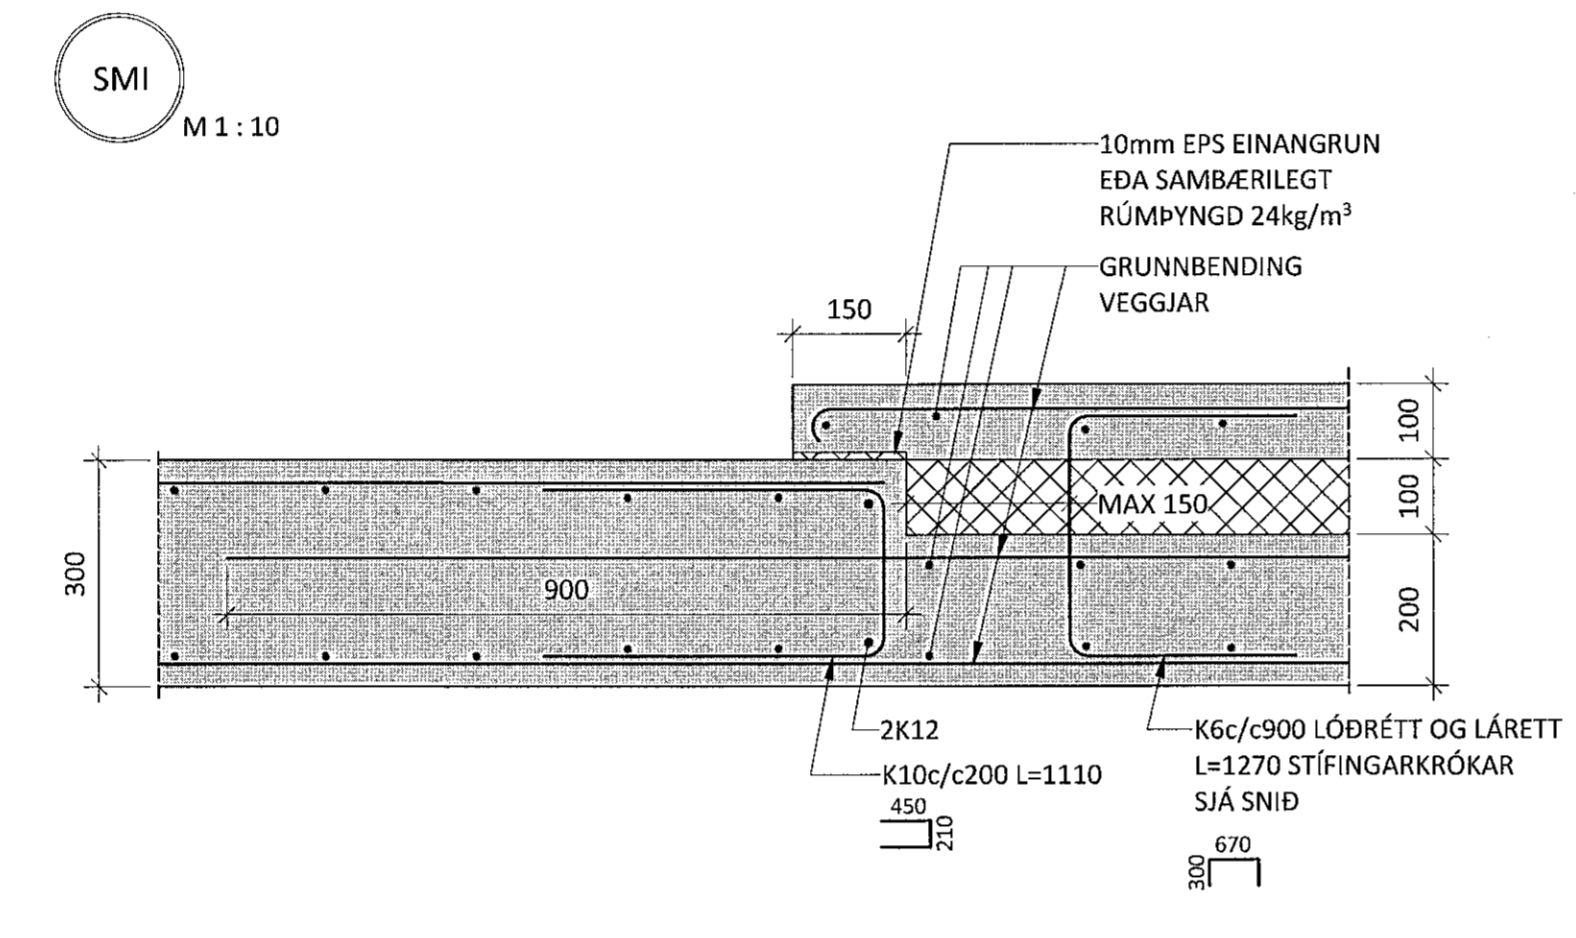 SMI
M 1 : 10
10mm EPS EINANGRUN
EÐA SAMBÆRILEGT
RÚMÞYNGD 24kg/m³
GRUNNBENDING
VEGGJAR
150
100
100
200
300
MAX 150
900
2K12
K10c/c200 L=1110
450
210
K6c/c900 LÓÐRÉTT OG LÁRETT
L=1270 STÍFINGARKRÓKAR
SJÁ SNIÐ
670
300